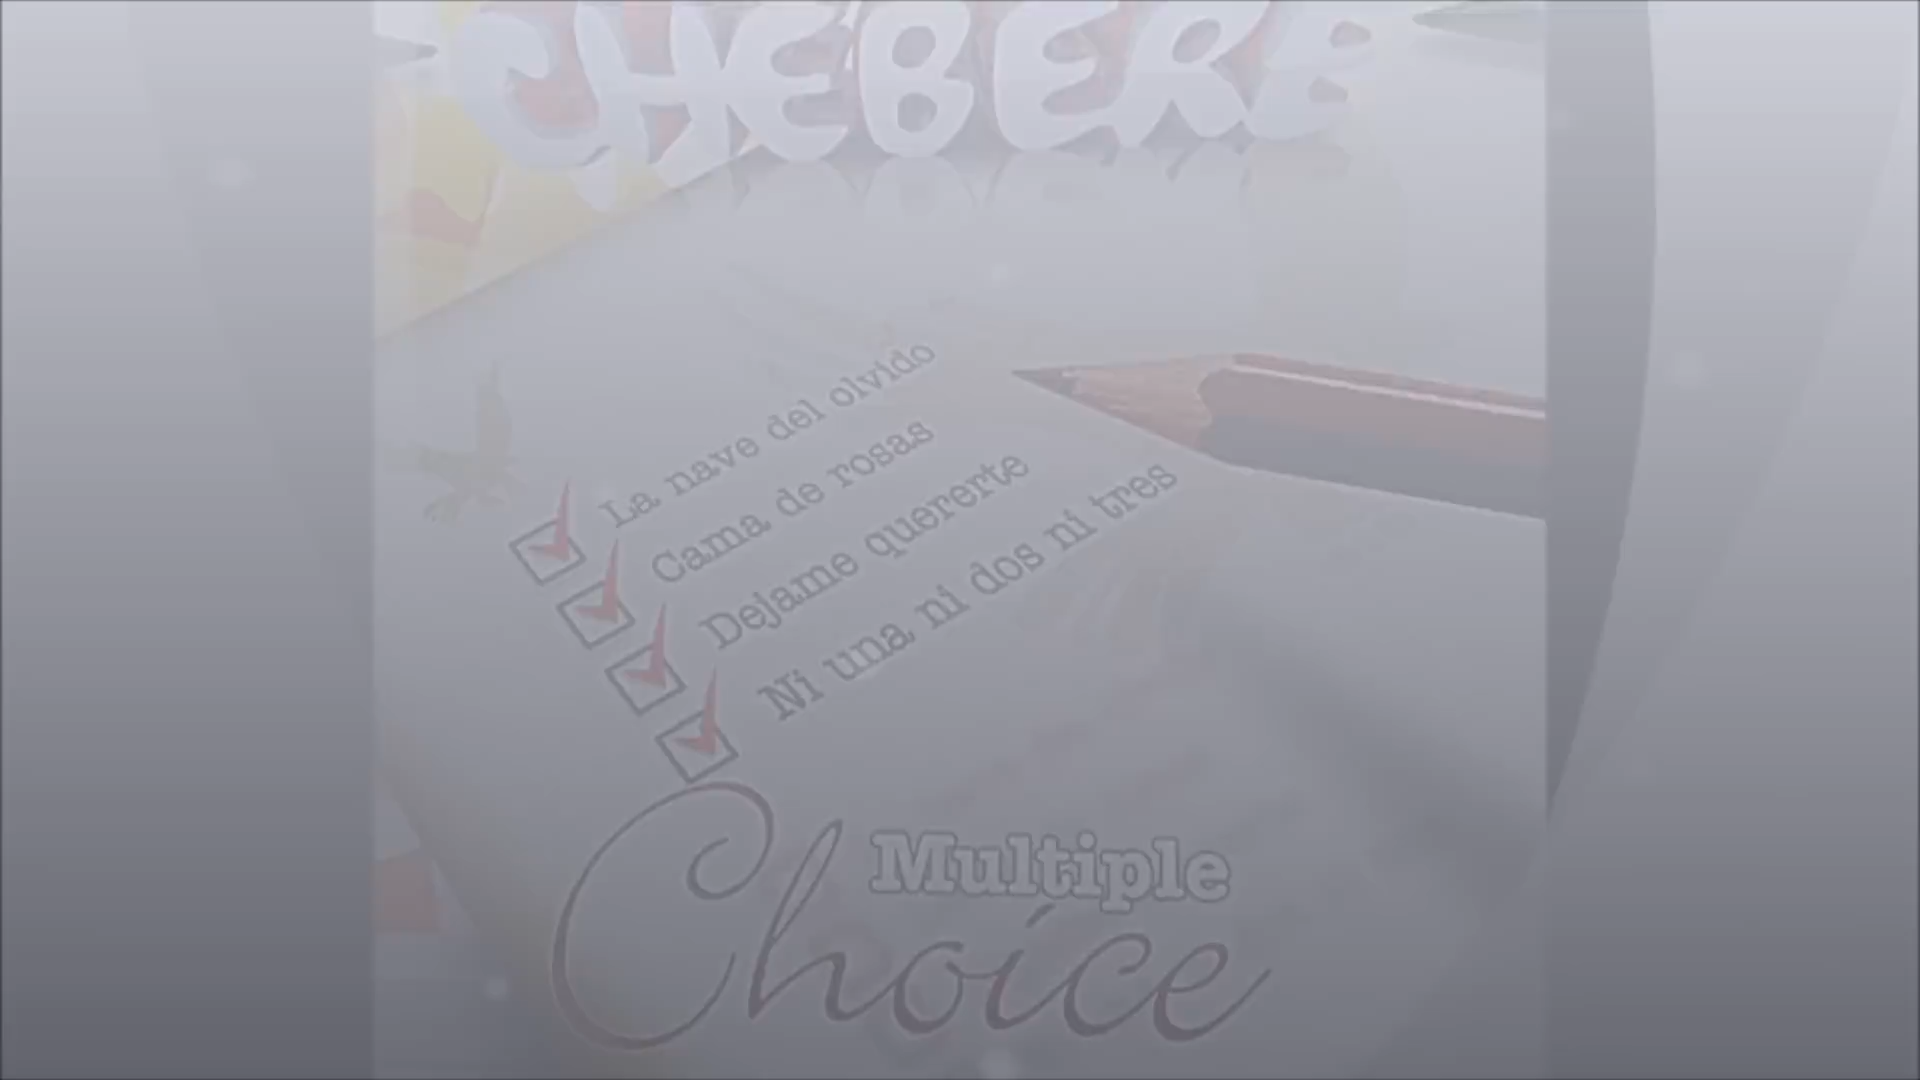 CHEBERE
La nave del olvido
Cama de rosas
Dejame quererte
Ni una ni dos ni tres
Multiple
Choice